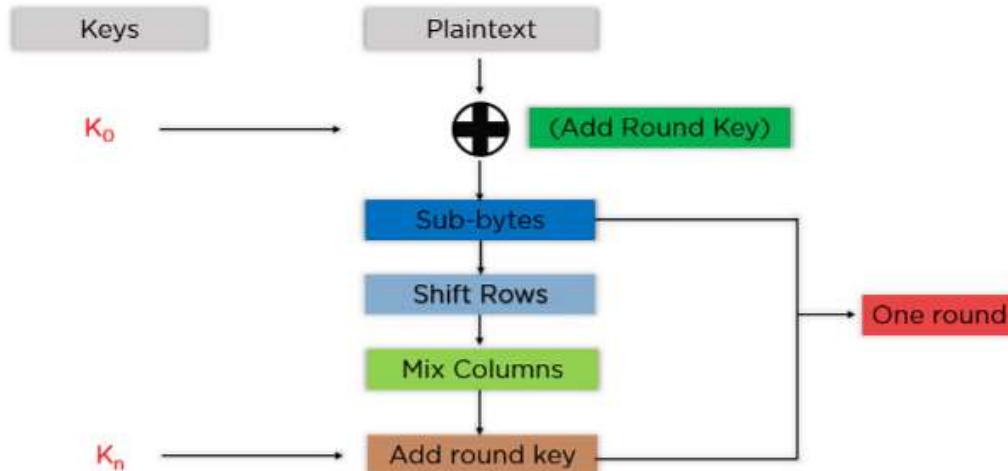 Keys
Plaintext
K₀
(Add Round Key)
Sub-bytes
Shift Rows
One round
Mix Columns
Kₙ
Add round key